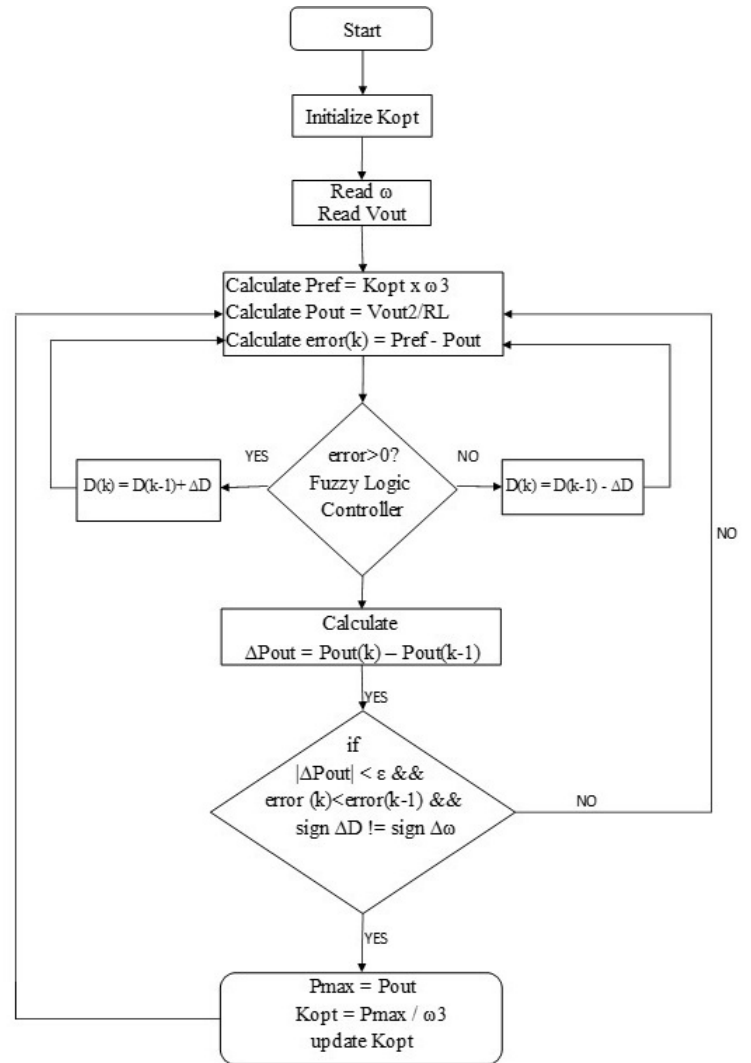 Start
Initialize Kopt
Read ω
Read Vout
Calculate Pref = Kopt x ω3
Calculate Pout = Vout2/RL
Calculate error(k) = Pref - Pout
YES
error>0?
Fuzzy Logic
Controller
NO
D(k) = D(k-1)+ ΔD
D(k) = D(k-1) - ΔD
NO
Calculate
ΔPout = Pout(k) – Pout(k-1)
YES
if
|ΔPout| < ε &&
error (k)<error(k-1) &&
sign ΔD != sign Δω
NO
YES
Pmax = Pout
Kopt = Pmax / ω3
update Kopt